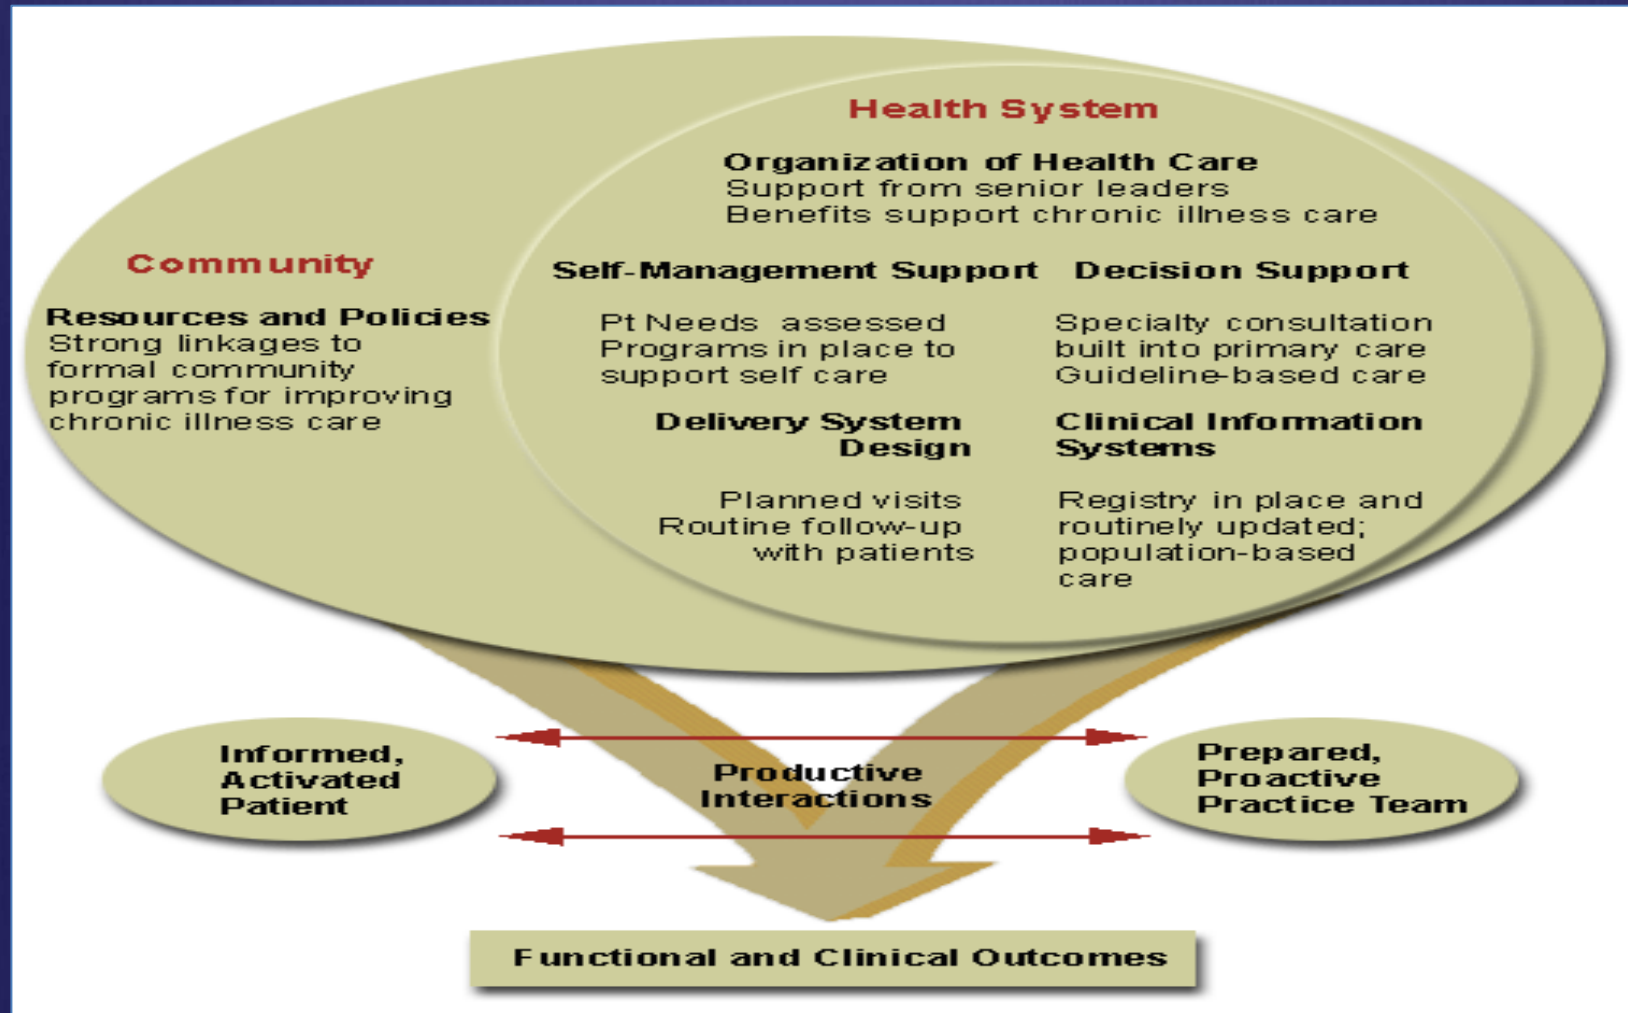 Health System
Organization of Health Care
Support from senior leaders
Benefits support chronic illness care
Community
Resources and Policies
Strong linkages to
formal community
programs for improving
chronic illness care
Self-Management Support
Pt Needs assessed
Programs in place to
support self care
Decision Support
Specialty consultation
built into primary care
Guideline-based care
Delivery System
Design
Planned visits
Routine follow-up
with patients
Clinical Information
Systems
Registry in place and
routinely updated;
population-based
care
Informed,
Activated
Patient
Productive
Interactions
Prepared,
Proactive
Practice Team
Functional and Clinical Outcomes